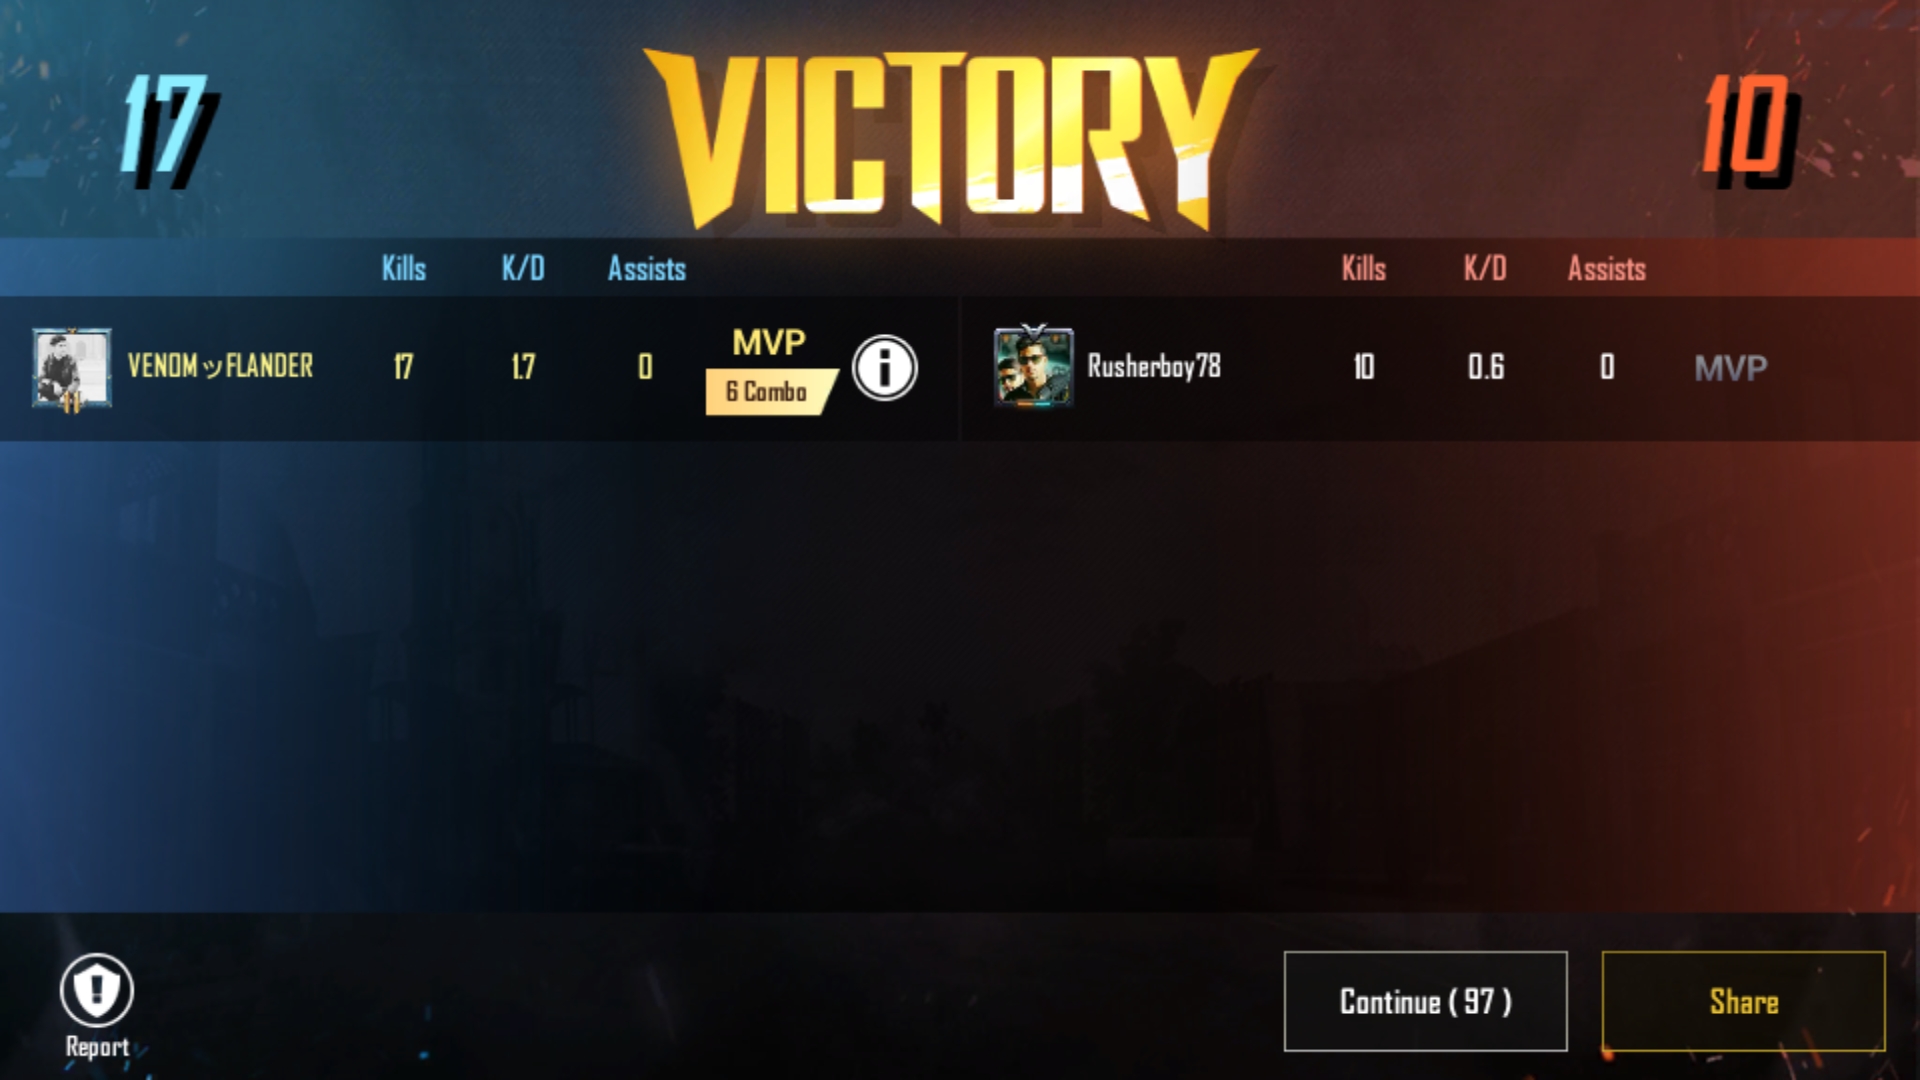 17
VICTORY
10
Kills K/D Assists
Kills K/D Assists
VENOMッFLANDER 17 1.7 0 MVP
6 Combo
Rusherboy78 10 0.6 0 MVP
Report
Continue ( 97 )
Share